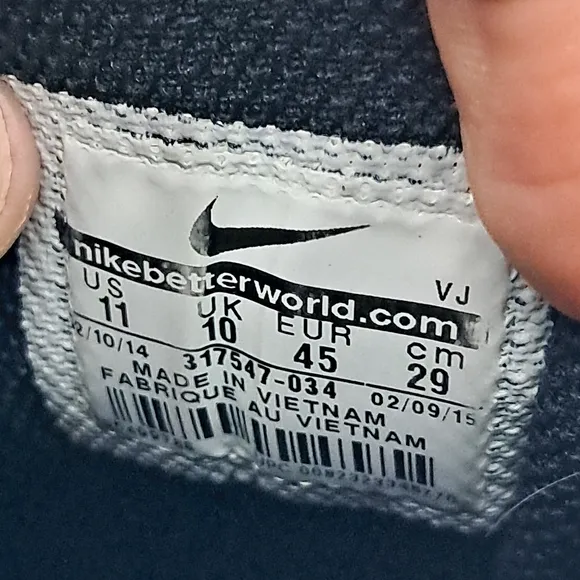 nikebetterworld.com
VJ
US UK EUR cm
11 10 45 29
2/10/14 317547-034 02/09/15
MADE IN VIETNAM
FABRIQUE AU VIETNAM